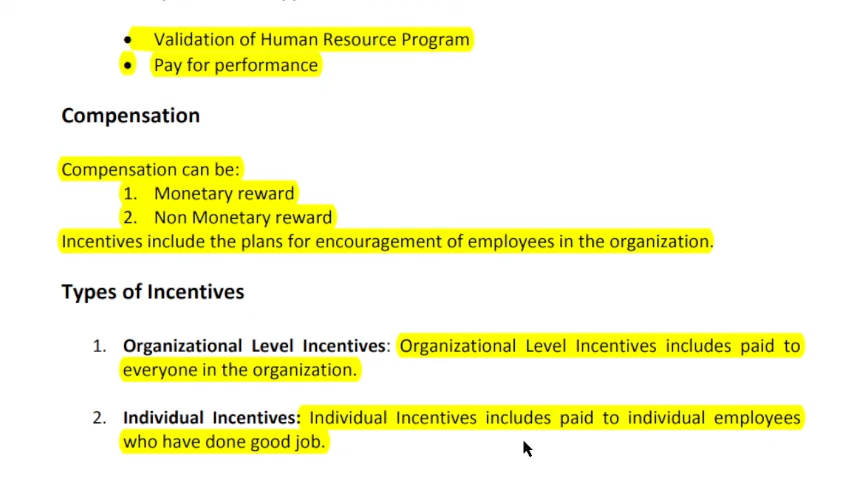 • Validation of Human Resource Program
• Pay for performance
Compensation
Compensation can be:
1. Monetary reward
2. Non Monetary reward
Incentives include the plans for encouragement of employees in the organization.
Types of Incentives
1. Organizational Level Incentives: Organizational Level Incentives includes paid to
everyone in the organization.
2. Individual Incentives: Individual Incentives includes paid to individual employees
who have done good job.